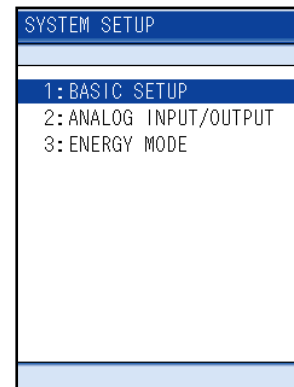 SYSTEM SETUP
1:BASIC SETUP
2:ANALOG INPUT/OUTPUT
3:ENERGY MODE